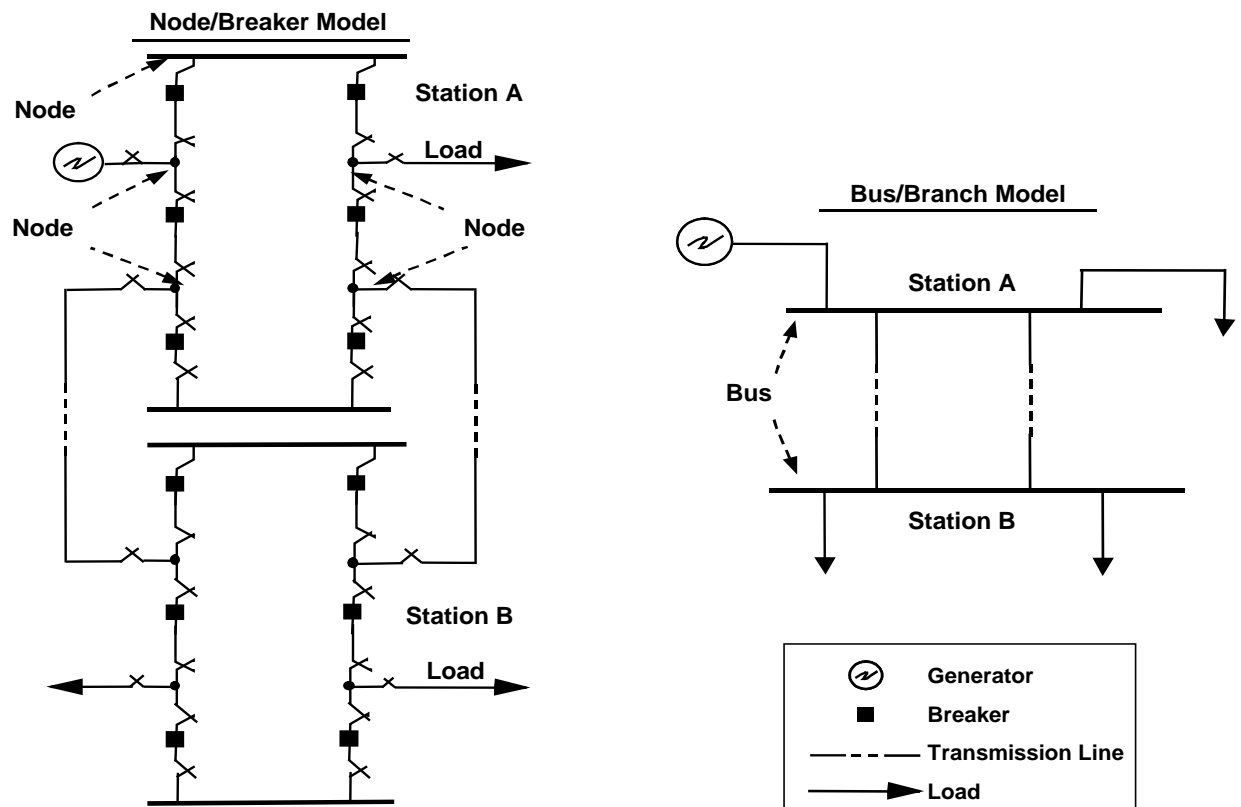 Node/Breaker Model
Node
Station A
Load
Node
Node
Station B
Load
Bus/Branch Model
Station A
Bus
Station B
Generator
Breaker
Transmission Line
Load